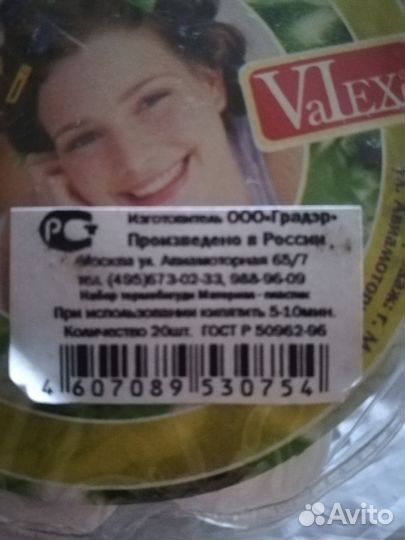 VaLEX
Изготовитель ООО«Градэр»
Произведено в России
Москва ул. Авиамоторная 65/7
тел. (495)673-02-33, 988-96-09
Набор термобигуди Материал - пластик
При использовании кипятить 5-10мин.
Количество 20шт. ГОСТ Р 50962-96
4 607089 530754
Avito